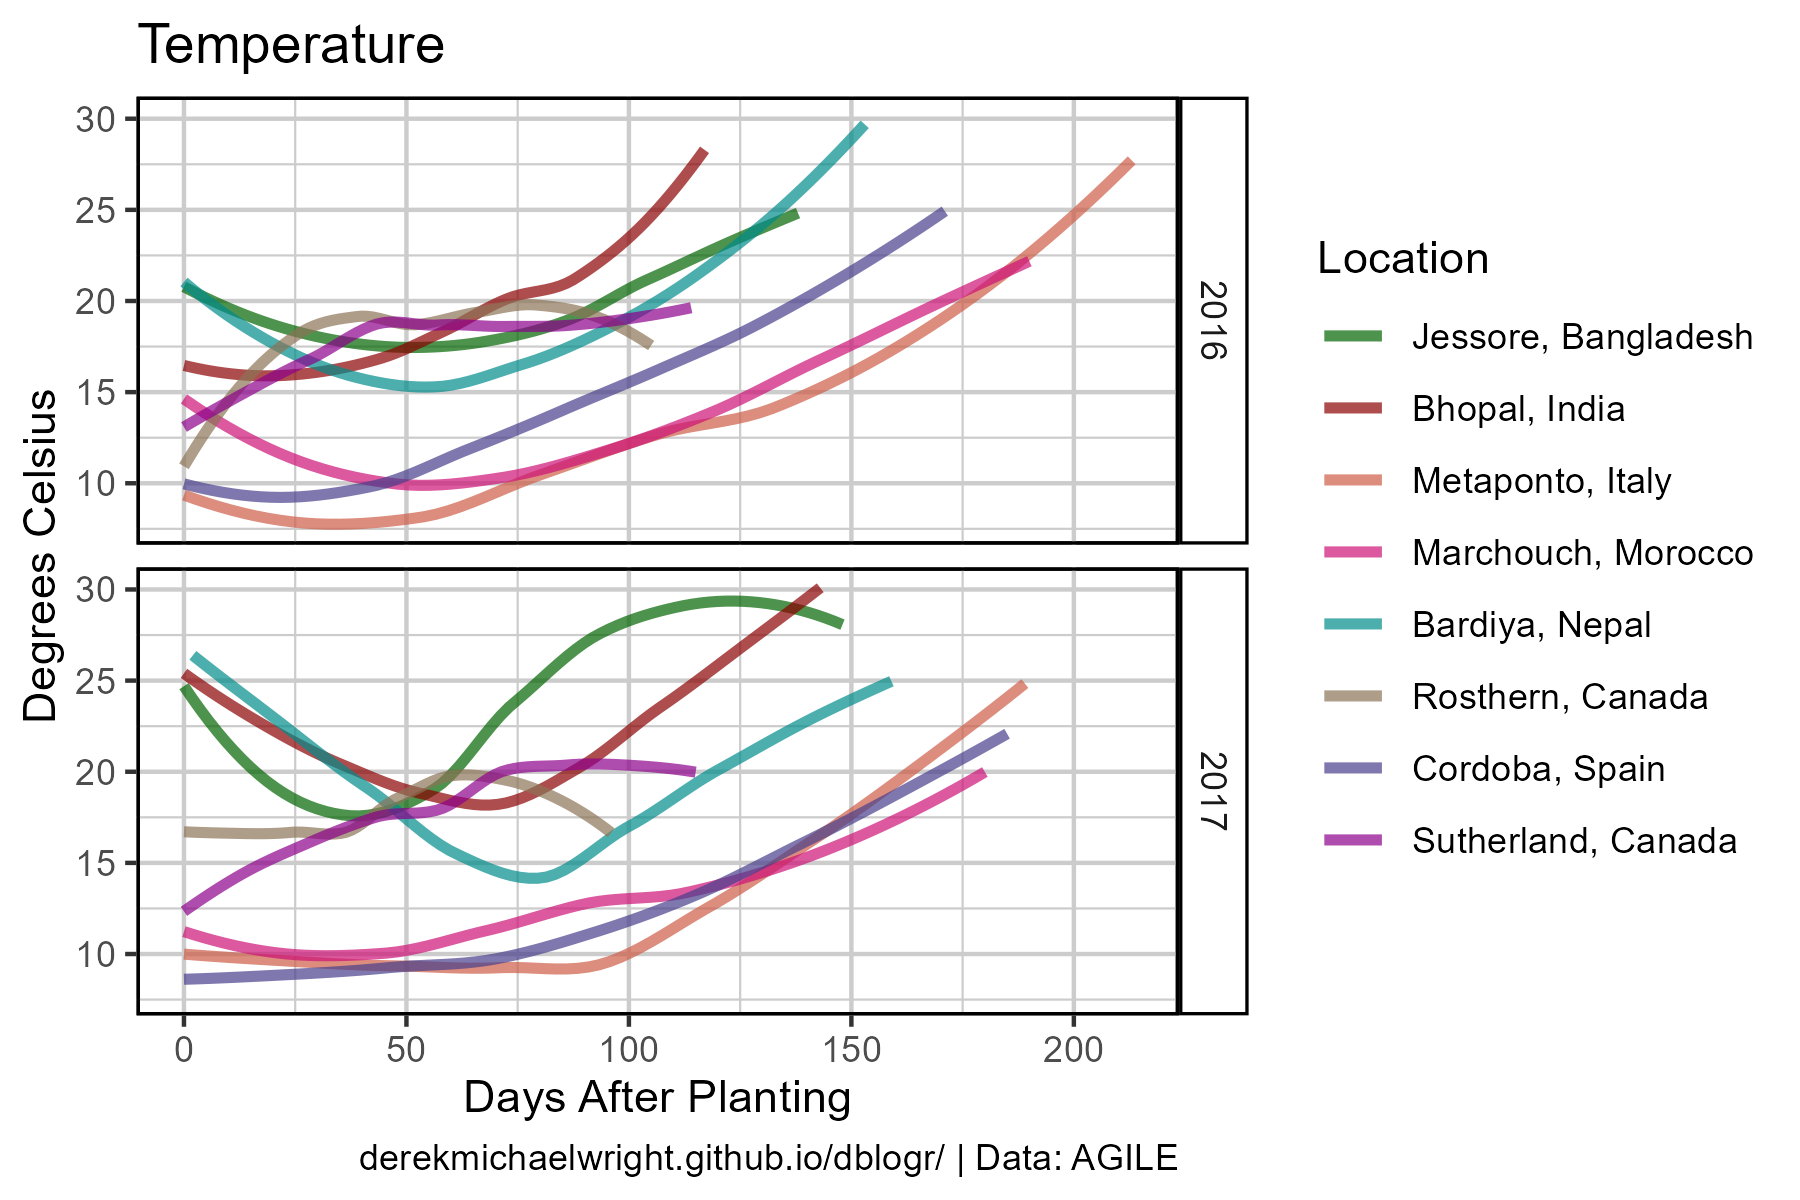 Temperature
Degrees Celsius
30
25
20
15
10
2016
30
25
20
15
10
2017
0 50 100 150 200
Days After Planting
derekmichaelwright.github.io/dblogr/ | Data: AGILE
Location
Jessore, Bangladesh
Bhopal, India
Metaponto, Italy
Marchouch, Morocco
Bardiya, Nepal
Rosthern, Canada
Cordoba, Spain
Sutherland, Canada